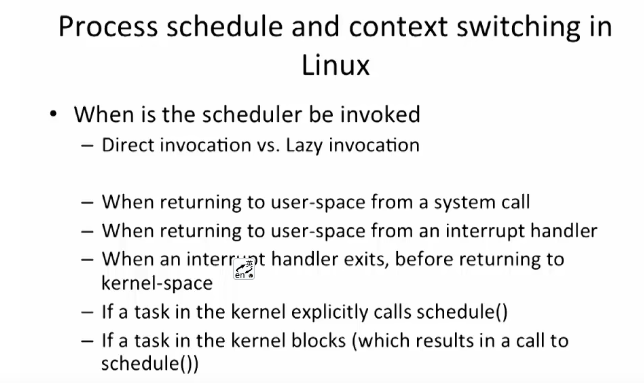 Process schedule and context switching in
Linux
• When is the scheduler be invoked
– Direct invocation vs. Lazy invocation
– When returning to user-space from a system call
– When returning to user-space from an interrupt handler
– When an interrupt handler exits, before returning to
kernel-space
– If a task in the kernel explicitly calls schedule()
– If a task in the kernel blocks (which results in a call to
schedule())